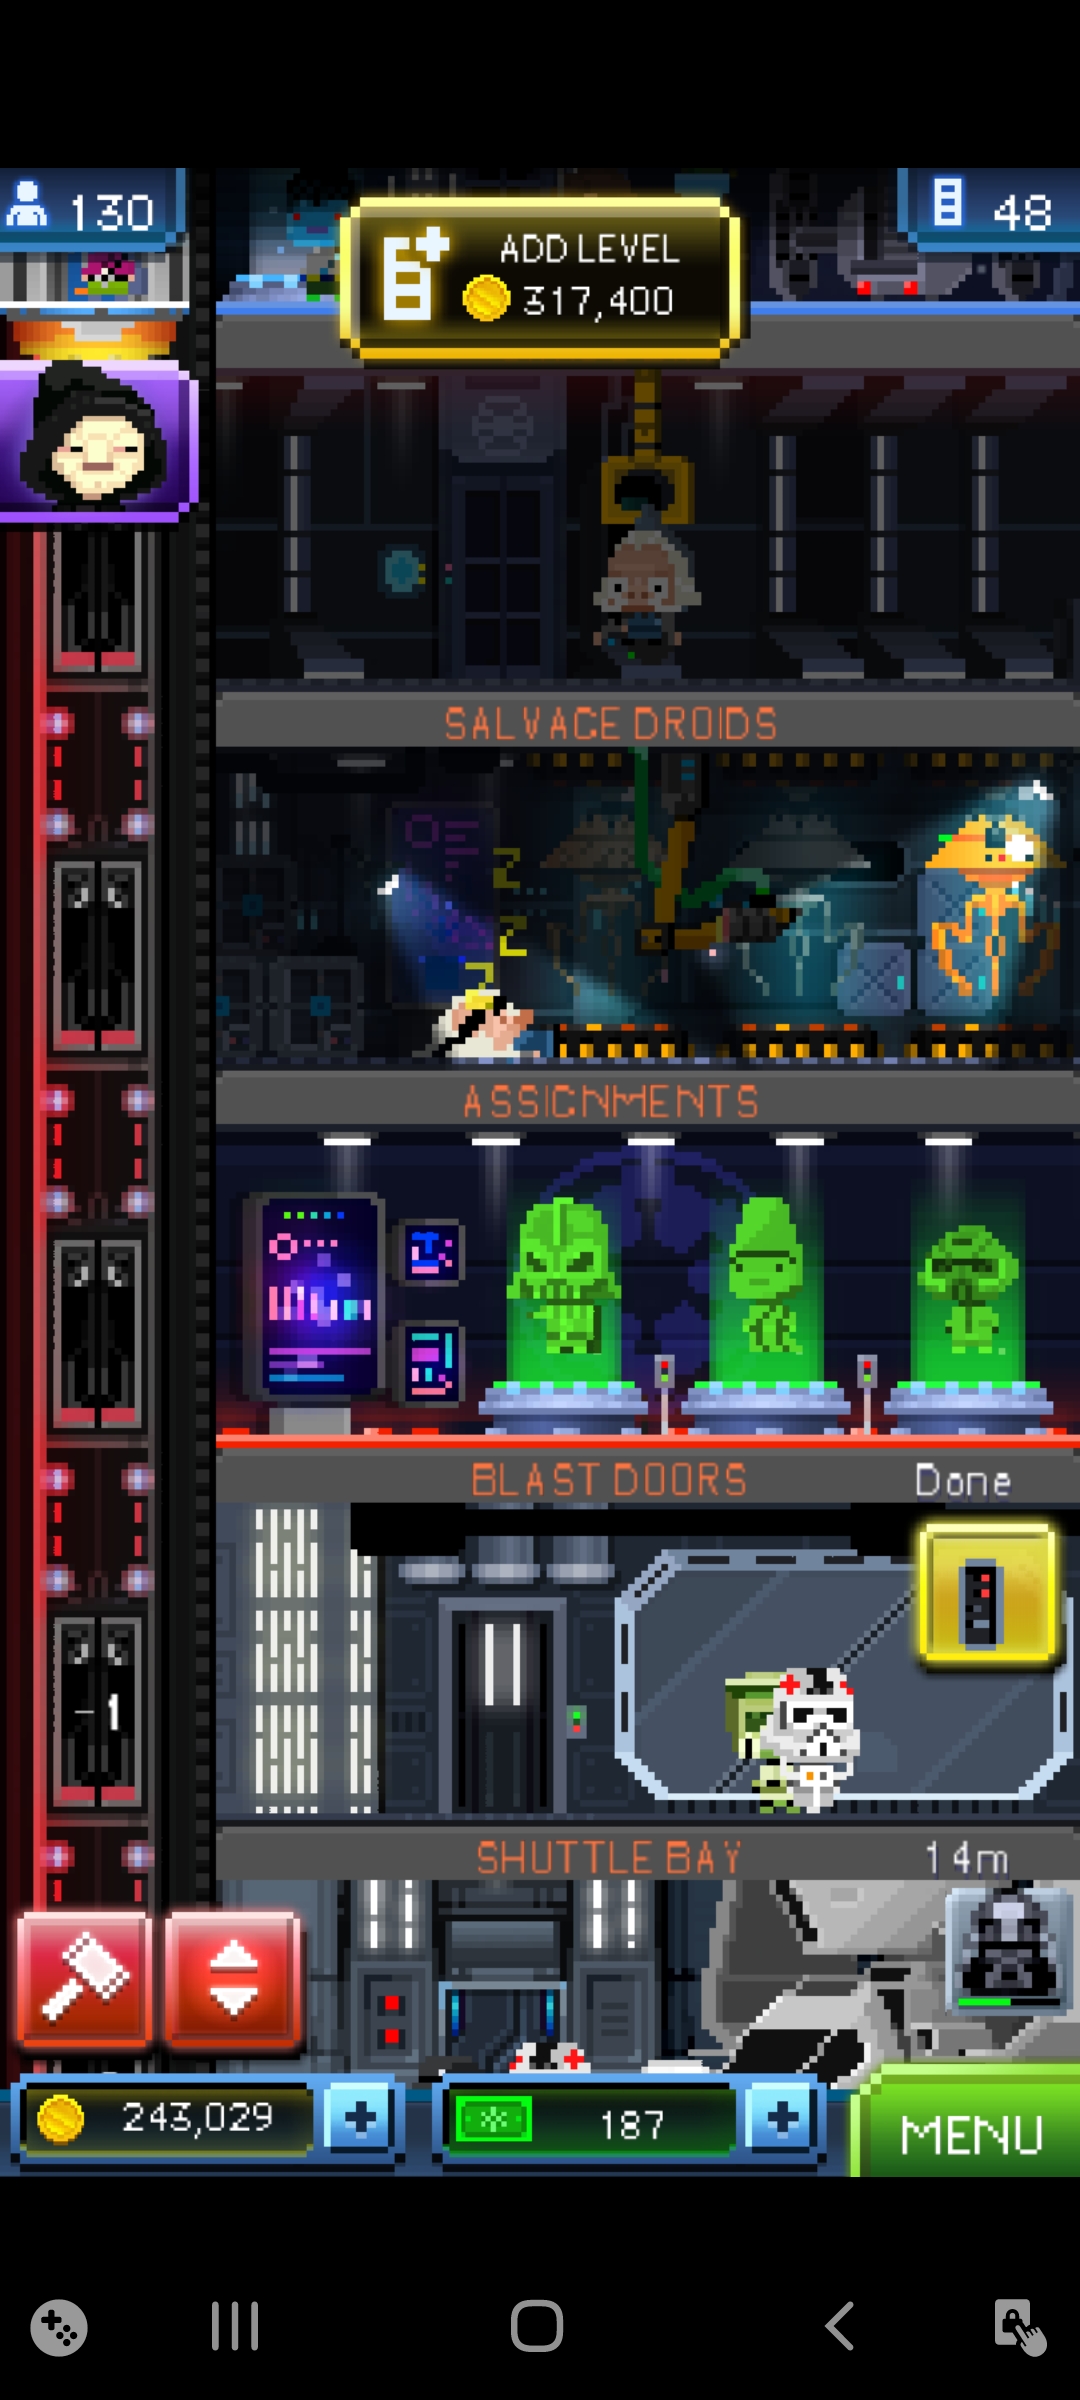 130
48
ADD LEVEL
317,400
SALVAGE DROIDS
Z
Z
Z
ASSIGNMENTS
BLAST DOORS Done
-1
SHUTTLE BAY 14m
243,029
187
MENU